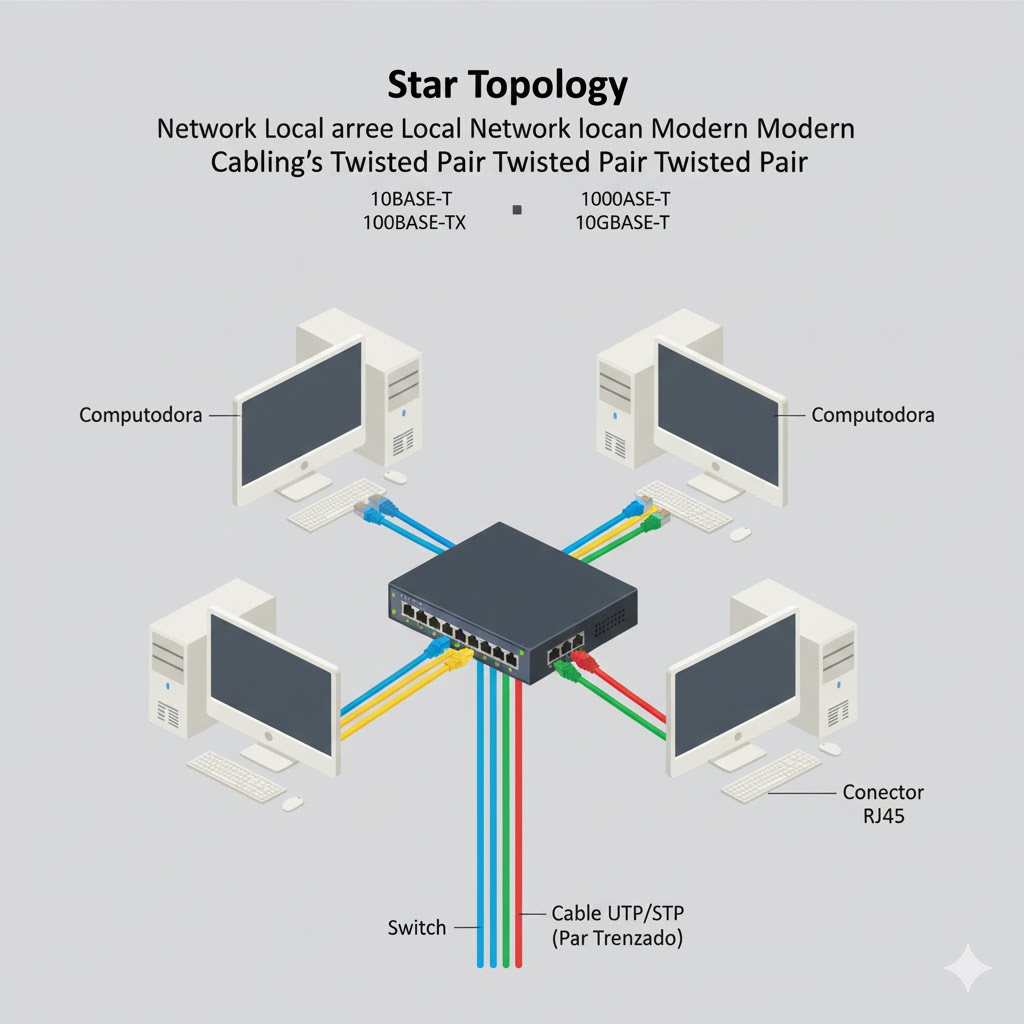 Star Topology
Network Local arree Local Network locan Modern Modern
Cabling's Twisted Pair Twisted Pair Twisted Pair
10BASE-T
100BASE-TX
1000ASE-T
10GBASE-T
Computodora
Computodora
Conector
RJ45
Switch
Cable UTP/STP
(Par Trenzado)